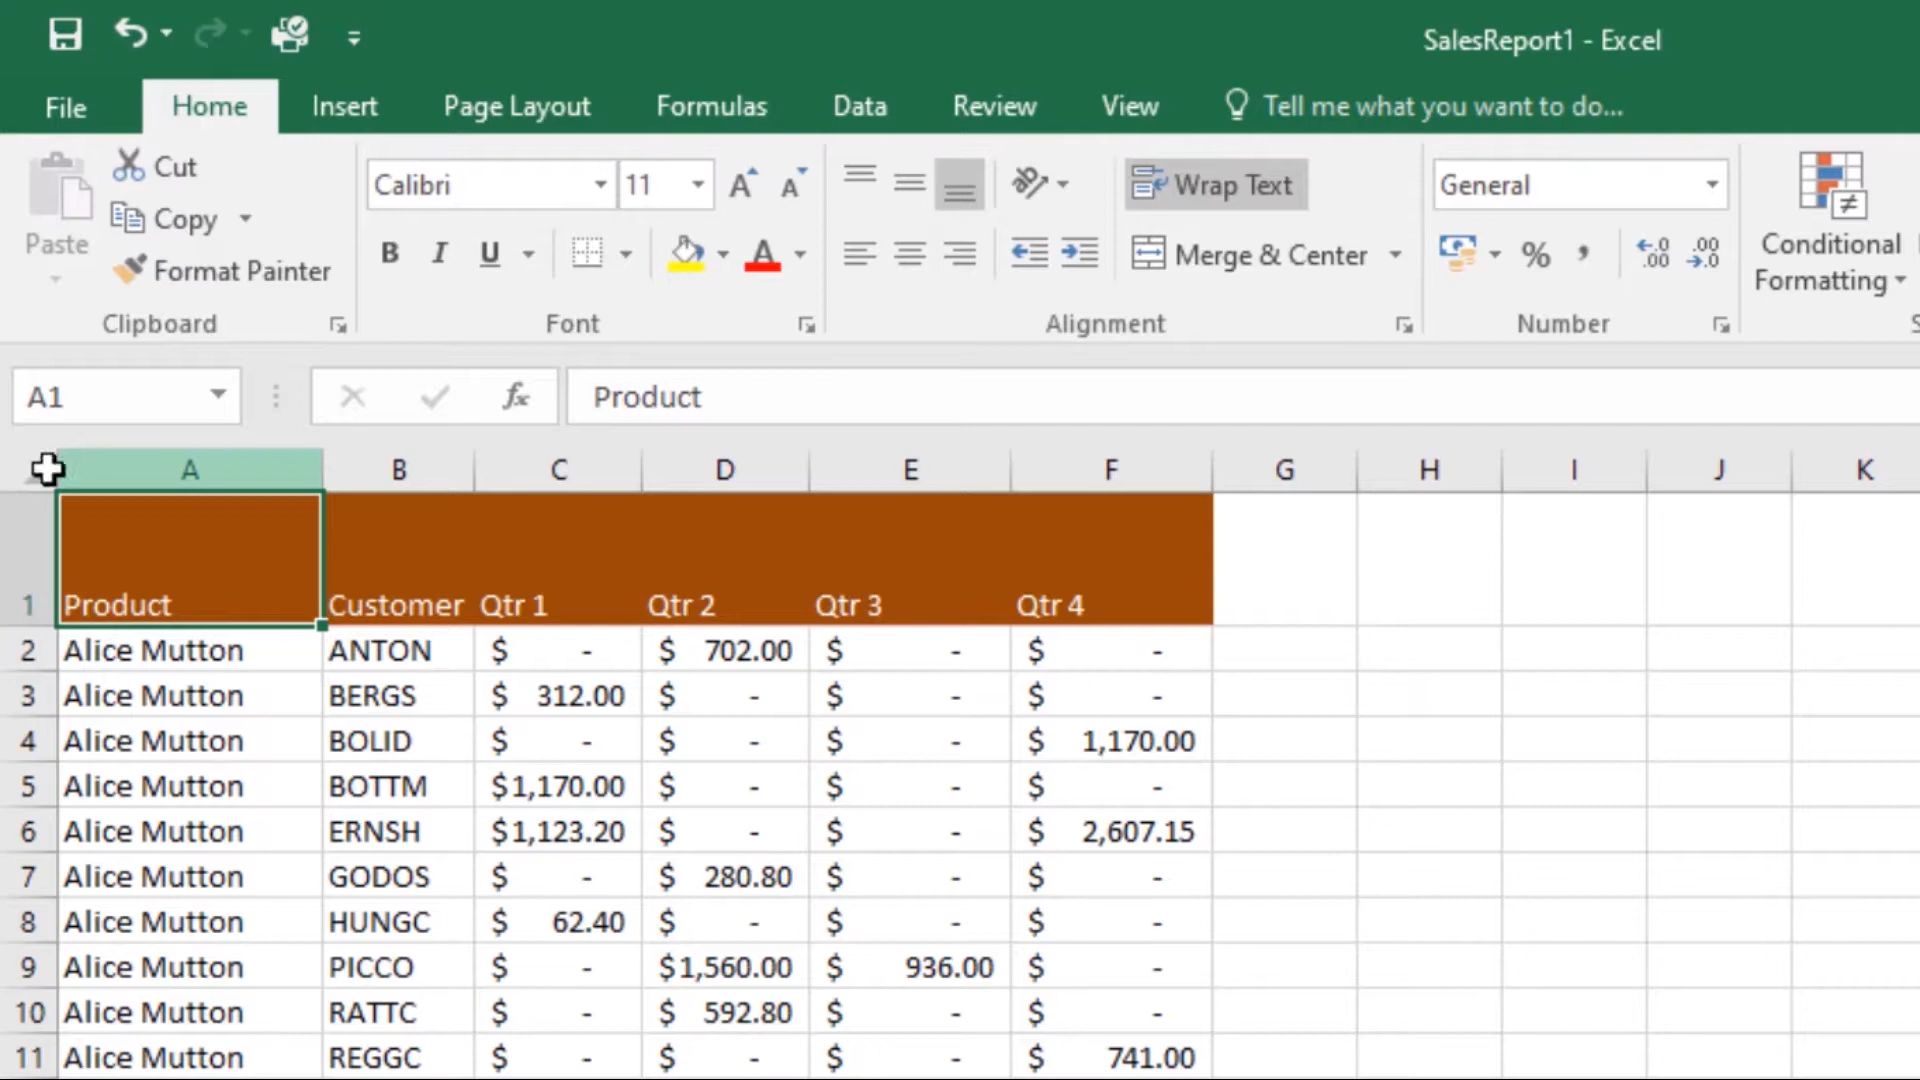 SalesReport1 - Excel
File Home Insert Page Layout Formulas Data Review View Tell me what you want to do...
Cut
Copy
Paste
Format Painter
Calibri 11
B I U A
Wrap Text
Merge & Center
General
% ,
Conditional
Formatting
Clipboard Font Alignment Number
A1 fx Product
A B C D E F G H I J K
1 Product Customer Qtr 1 Qtr 2 Qtr 3 Qtr 4
2 Alice Mutton ANTON $ - $ 702.00 $ - $ -
3 Alice Mutton BERGS $ 312.00 $ - $ - $ -
4 Alice Mutton BOLID $ - $ - $ - $ 1,170.00
5 Alice Mutton BOTTM $1,170.00 $ - $ - $ -
6 Alice Mutton ERNSH $1,123.20 $ - $ - $ 2,607.15
7 Alice Mutton GODOS $ - $ 280.80 $ - $ -
8 Alice Mutton HUNGC $ 62.40 $ - $ - $ -
9 Alice Mutton PICCO $ - $1,560.00 $ 936.00 $ -
10 Alice Mutton RATTC $ - $ 592.80 $ - $ -
11 Alice Mutton REGGC $ - $ - $ - $ 741.00